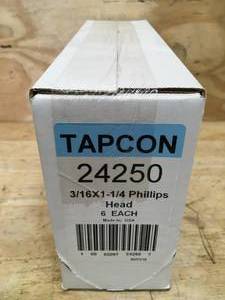 TAPCON
24250
3/16X1-1/4 Phillips
Head
6 EACH
Made in: USA